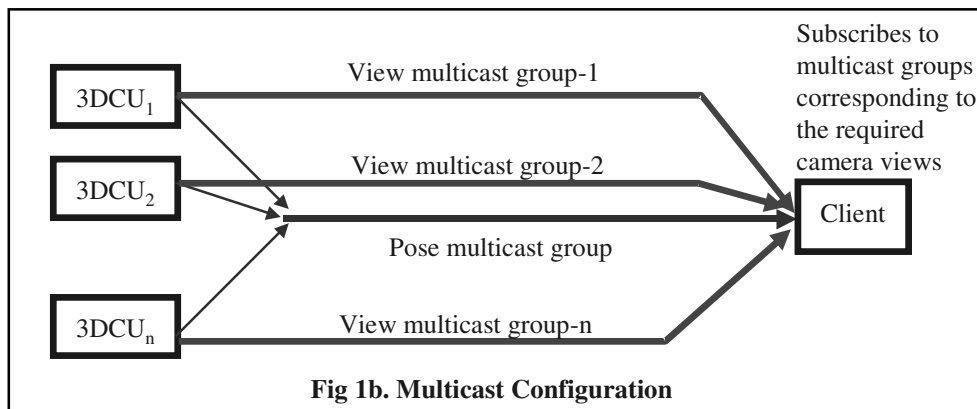 Subscribes to
multicast groups
corresponding to
the required
camera views
View multicast group-1
3DCU1
View multicast group-2
3DCU2
Client
Pose multicast group
3DCUn
View multicast group-n
Fig 1b. Multicast Configuration